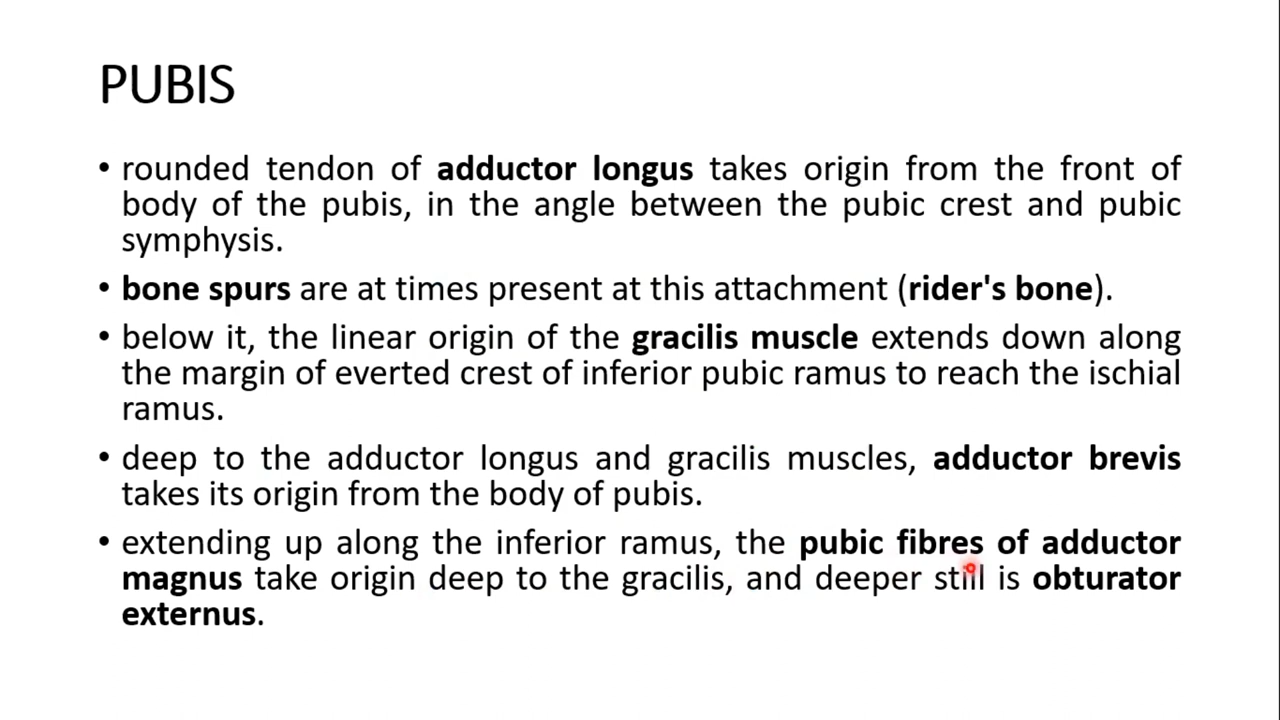 PUBIS
• rounded tendon of adductor longus takes origin from the front of
body of the pubis, in the angle between the pubic crest and pubic
symphysis.
• bone spurs are at times present at this attachment (rider's bone).
• below it, the linear origin of the gracilis muscle extends down along
the margin of everted crest of inferior pubic ramus to reach the ischial
ramus.
• deep to the adductor longus and gracilis muscles, adductor brevis
takes its origin from the body of pubis.
• extending up along the inferior ramus, the pubic fibres of adductor
magnus take origin deep to the gracilis, and deeper still is obturator
externus.